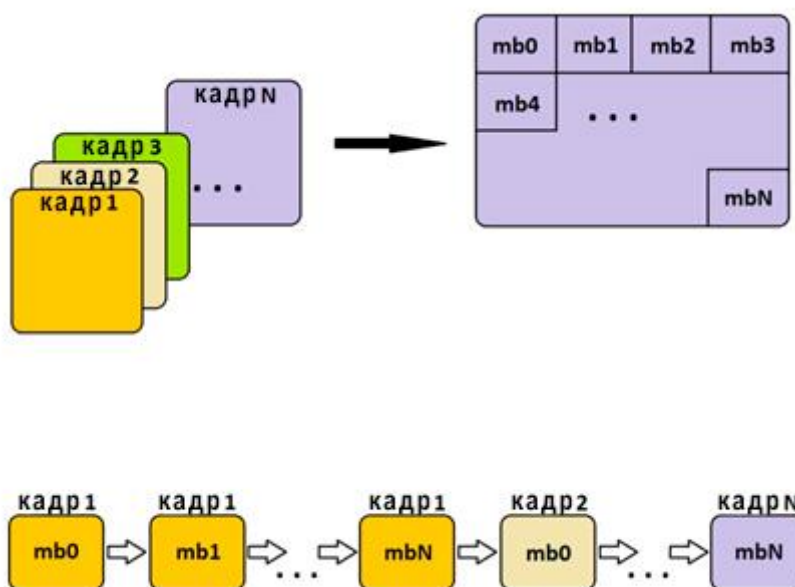 кадр N
кадр 3
кадр 2
кадр 1
. . .
mb0 mb1 mb2 mb3
mb4 . . .
mbN
кадр 1 кадр 1 кадр 1 кадр 2 кадр N
mb0 mb1 . . . mbN mb0 . . . mbN